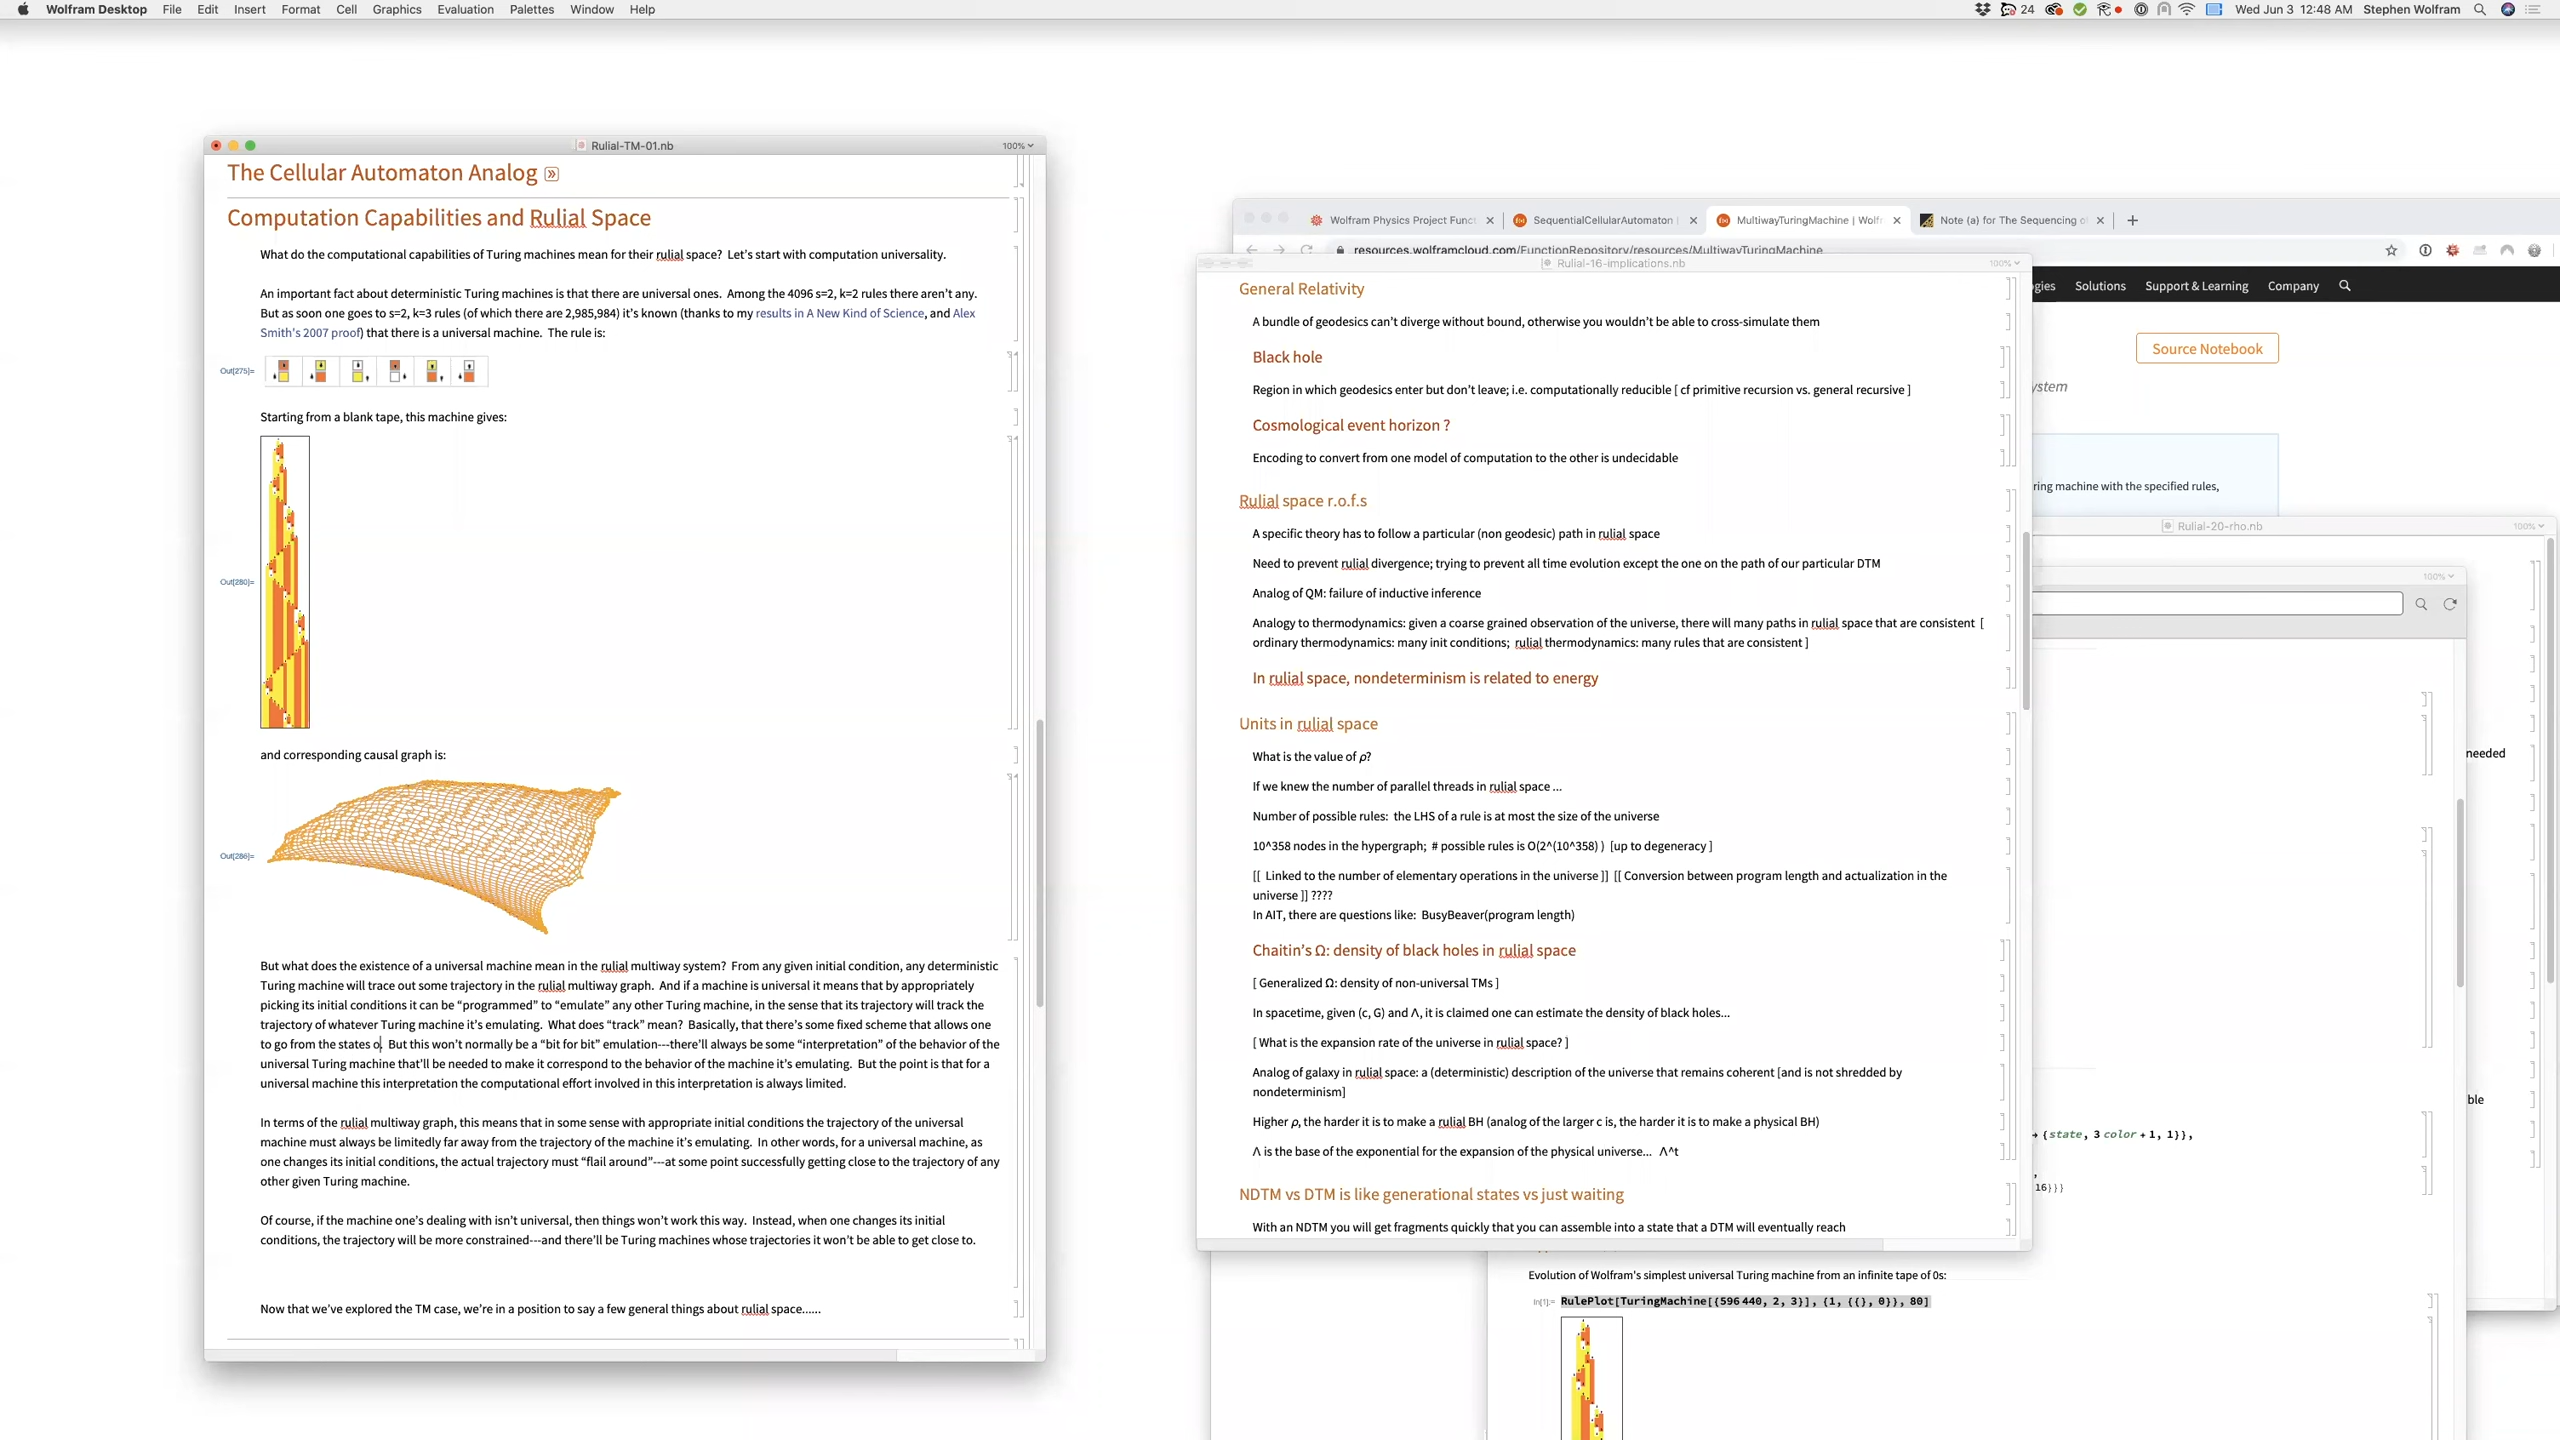 Wolfram Desktop File Edit Insert Format Cell Graphics Evaluation Palettes Window Help
24
Wed Jun 3 12:48 AM Stephen Wolfram
Rulial-TM-01.nb
100%
The Cellular Automaton Analog
Computation Capabilities and Rulial Space
What do the computational capabilities of Turing machines mean for their rulial space? Let's start with computation universality.
An important fact about deterministic Turing machines is that there are universal ones. Among the 4096 s=2, k=2 rules there aren't any.
But as soon one goes to s=2, k=3 rules (of which there are 2,985,984) it's known (thanks to my results in A New Kind of Science, and Alex
Smith's 2007 proof) that there is a universal machine. The rule is:
Out[275]=
Starting from a blank tape, this machine gives:
Out[280]=
and corresponding causal graph is:
Out[286]=
But what does the existence of a universal machine mean in the rulial multiway system? From any given initial condition, any deterministic
Turing machine will trace out some trajectory in the rulial multiway graph. And if a machine is universal it means that by appropriately
picking its initial conditions it can be “programmed” to “emulate” any other Turing machine, in the sense that its trajectory will track the
trajectory of whatever Turing machine it's emulating. What does “track” mean? Basically, that there's some fixed scheme that allows one
to go from the states o. But this won't normally be a “bit for bit” emulation---there'll always be some “interpretation” of the behavior of the
universal Turing machine that'll be needed to make it correspond to the behavior of the machine it's emulating. But the point is that for a
universal machine this interpretation the computational effort involved in this interpretation is always limited.
In terms of the rulial multiway graph, this means that in some sense with appropriate initial conditions the trajectory of the universal
machine must always be limitedly far away from the trajectory of the machine it's emulating. In other words, for a universal machine, as
one changes its initial conditions, the actual trajectory must “flail around”---at some point successfully getting close to the trajectory of any
other given Turing machine.
Of course, if the machine one's dealing with isn't universal, then things won't work this way. Instead, when one changes its initial
conditions, the trajectory will be more constrained---and there'll be Turing machines whose trajectories it won't be able to get close to.
Now that we've explored the TM case, we're in a position to say a few general things about rulial space......
Wolfram Physics Project Funct
SequentialCellularAutomaton |
MultiwayTuringMachine | Wolfr
Note (a) for The Sequencing o
resources.wolframcloud.com/FunctionRepository/resources/MultiwayTuringMachine
Rulial-16-implications.nb
100%
General Relativity
A bundle of geodesics can't diverge without bound, otherwise you wouldn't be able to cross-simulate them
Black hole
Region in which geodesics enter but don't leave; i.e. computationally reducible [ cf primitive recursion vs. general recursive ]
Cosmological event horizon ?
Encoding to convert from one model of computation to the other is undecidable
Rulial space r.o.f.s
A specific theory has to follow a particular (non geodesic) path in rulial space
Need to prevent rulial divergence; trying to prevent all time evolution except the one on the path of our particular DTM
Analog of QM: failure of inductive inference
Analogy to thermodynamics: given a coarse grained observation of the universe, there will many paths in rulial space that are consistent [
ordinary thermodynamics: many init conditions; rulial thermodynamics: many rules that are consistent ]
In rulial space, nondeterminism is related to energy
Units in rulial space
What is the value of ρ?
If we knew the number of parallel threads in rulial space ...
Number of possible rules: the LHS of a rule is at most the size of the universe
10^358 nodes in the hypergraph; # possible rules is O(2^(10^358) ) [up to degeneracy ]
[[ Linked to the number of elementary operations in the universe ]] [[ Conversion between program length and actualization in the
universe ]] ????
In AIT, there are questions like: BusyBeaver(program length)
Chaitin's Ω: density of black holes in rulial space
[ Generalized Ω: density of non-universal TMs ]
In spacetime, given (c, G) and Λ, it is claimed one can estimate the density of black holes...
[ What is the expansion rate of the universe in rulial space? ]
Analog of galaxy in rulial space: a (deterministic) description of the universe that remains coherent [and is not shredded by
nondeterminism]
Higher ρ, the harder it is to make a rulial BH (analog of the larger c is, the harder it is to make a physical BH)
Λ is the base of the exponential for the expansion of the physical universe... Λ^t
NDTM vs DTM is like generational states vs just waiting
With an NDTM you will get fragments quickly that you can assemble into a state that a DTM will eventually reach
gies Solutions Support & Learning Company
Source Notebook
ystem
ring machine with the specified rules,
Rulial-20-rho.nb
100%
100%
needed
ble
→ {state, 3 color + 1, 1}},
,
16}}}
Evolution of Wolfram's simplest universal Turing machine from an infinite tape of 0s:
In[1]:= RulePlot[TuringMachine[{596 440, 2, 3}], {1, {{}, 0}}, 80]